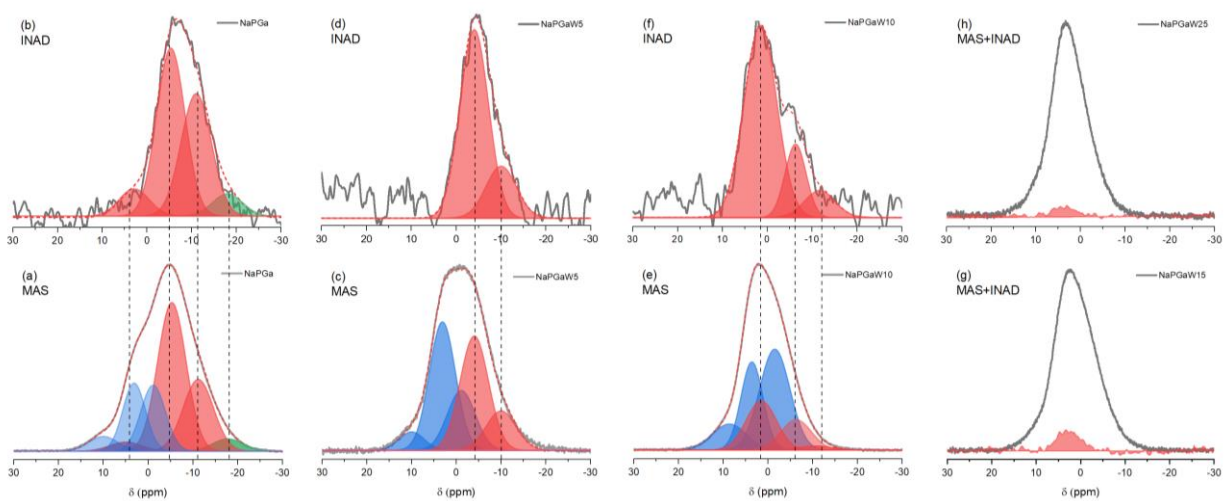 (b)
INAD
NaPGa
30 20 10 0 -10 -20 -30
(d)
INAD
NaPGaW5
30 20 10 0 -10 -20 -30
(f)
INAD
NaPGaW10
30 20 10 0 -10 -20 -30
(h)
MAS+INAD
NaPGaW25
30 20 10 0 -10 -20 -30
(a)
MAS
NaPGa
30 20 10 0 -10 -20 -30
δ (ppm)
(c)
MAS
NaPGaW5
30 20 10 0 -10 -20 -30
δ (ppm)
(e)
MAS
NaPGaW10
30 20 10 0 -10 -20 -30
δ (ppm)
(g)
MAS+INAD
NaPGaW15
30 20 10 0 -10 -20 -30
δ (ppm)